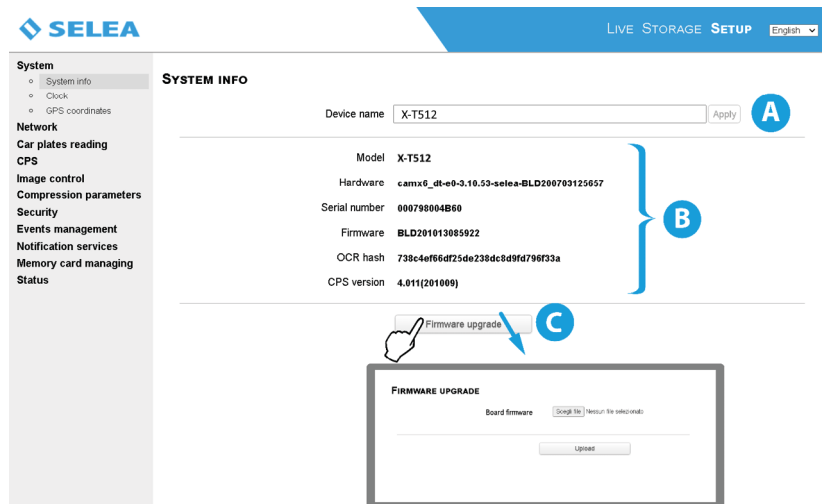 SELEA
LIVE STORAGE SETUP English
System
System info
Clock
GPS coordinates
Network
Car plates reading
CPS
Image control
Compression parameters
Security
Events management
Notification services
Memory card managing
Status
SYSTEM INFO
Device name X-T512 Apply A
Model X-T512
Hardware camx6_dt-e0-3.10.53-selea-BLD200703125657
Serial number 000798004B60
Firmware BLD201013085922
OCR hash 738c4ef66df25de238dc8d9fd796f33a
CPS version 4.011(201009)
B
Firmware upgrade C
FIRMWARE UPGRADE
Board firmware Scegli file Nessun file selezionato
Upload